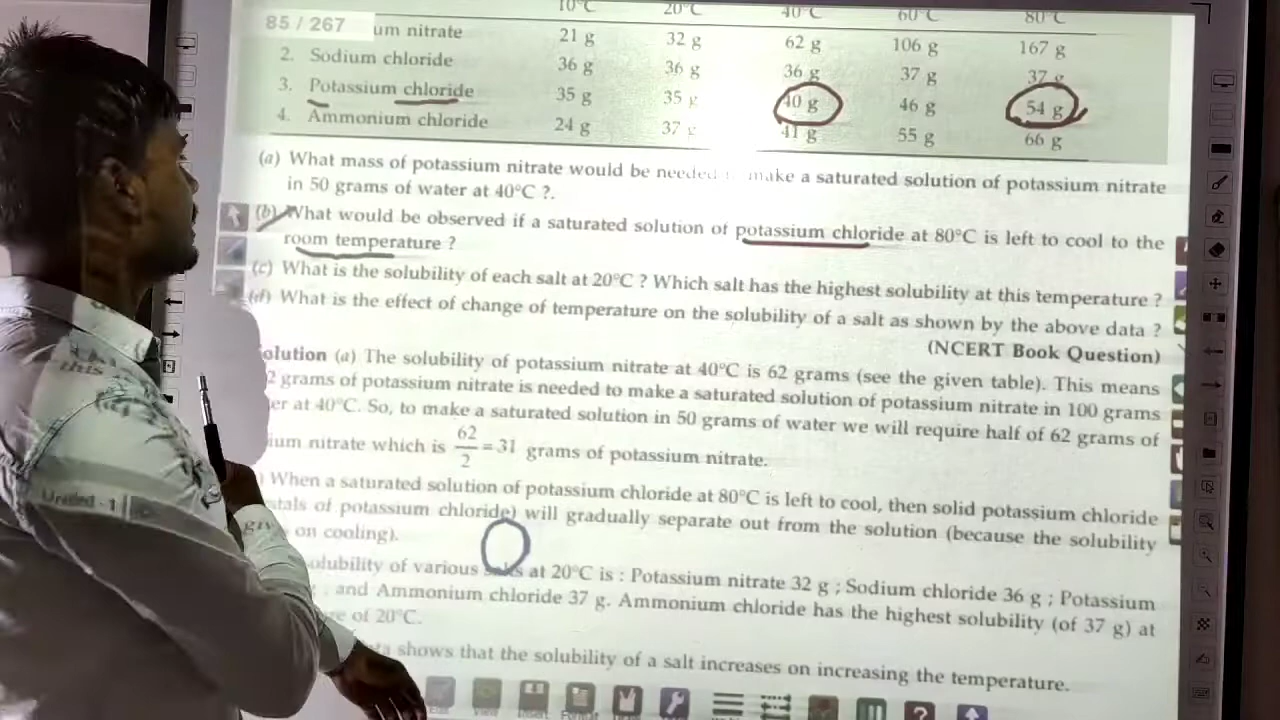 10°C 20°C 40°C 60°C 80°C
85 / 267
um nitrate 21 g 32 g 62 g 106 g 167 g
2. Sodium chloride 36 g 36 g 36 g 37 g 37 g
3. Potassium chloride 35 g 35 g 40 g 46 g 54 g
4. Ammonium chloride 24 g 37 g 41 g 55 g 66 g
(a) What mass of potassium nitrate would be needed make a saturated solution of potassium nitrate
in 50 grams of water at 40°C ?.
(b) What would be observed if a saturated solution of potassium chloride at 80°C is left to cool to the
room temperature ?
(c) What is the solubility of each salt at 20°C ? Which salt has the highest solubility at this temperature ?
(d) What is the effect of change of temperature on the solubility of a salt as shown by the above data ?
(NCERT Book Question)
olution (a) The solubility of potassium nitrate at 40°C is 62 grams (see the given table). This means
2 grams of potassium nitrate is needed to make a saturated solution of potassium nitrate in 100 grams
er at 40°C. So, to make a saturated solution in 50 grams of water we will require half of 62 grams of
ium nitrate which is 62/2 = 31 grams of potassium nitrate.
When a saturated solution of potassium chloride at 80°C is left to cool, then solid potassium chloride
stals of potassium chloride) will gradually separate out from the solution (because the solubility
on cooling).
olubility of various at 20°C is : Potassium nitrate 32 g ; Sodium chloride 36 g ; Potassium
and Ammonium chloride 37 g. Ammonium chloride has the highest solubility (of 37 g) at
re of 20°C.
ta shows that the solubility of a salt increases on increasing the temperature.
this